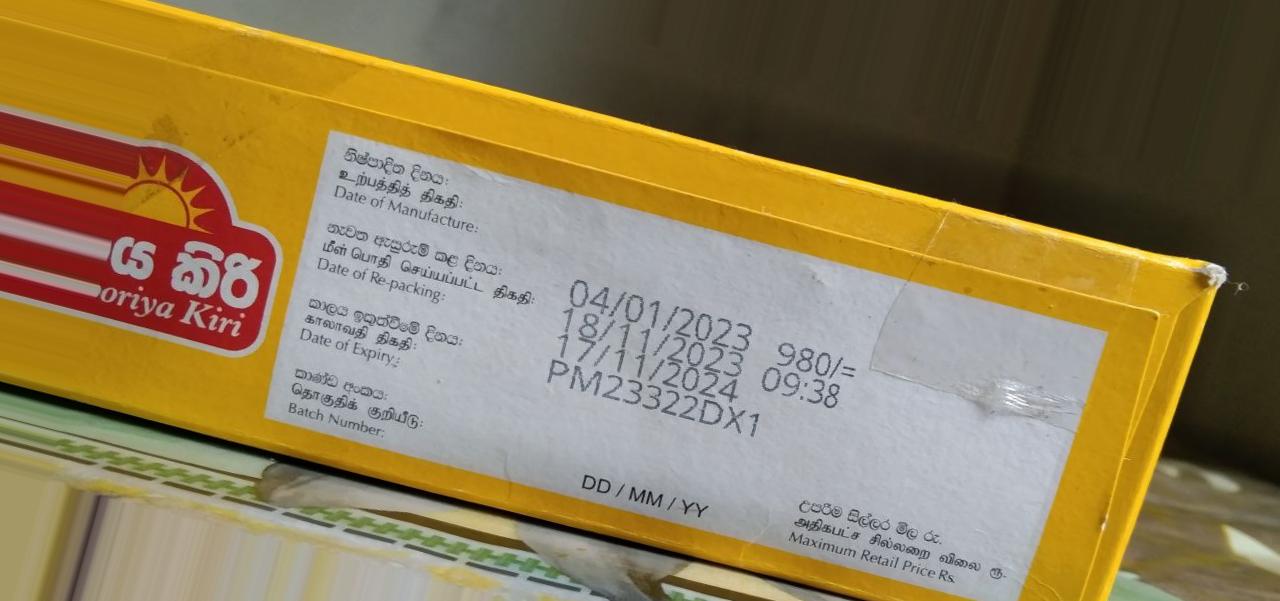 ය කිරි
oriya Kiri
නිෂ්පාදිත දිනය:
உற்பத்தித் திகதி:
Date of Manufacture:
නැවත ඇසුරුම් කළ දිනය:
மீள் பொதி செய்யப்பட்ட திகதி:
Date of Re-packing:
කාලය ඉකුත්වීමේ දිනය:
காலாவதி திகதி:
Date of Expiry:
කාණ්ඩ අංකය:
தொகுதிக் குறியீடு:
Batch Number:
04/01/2023
18/11/2023 980/=
17/11/2024 09:38
PM23322DX1
DD / MM / YY
උපරිම සිල්ලර මිල රු.
அதிகபட்ச சில்லறை விலை ரூ.
Maximum Retail Price Rs.